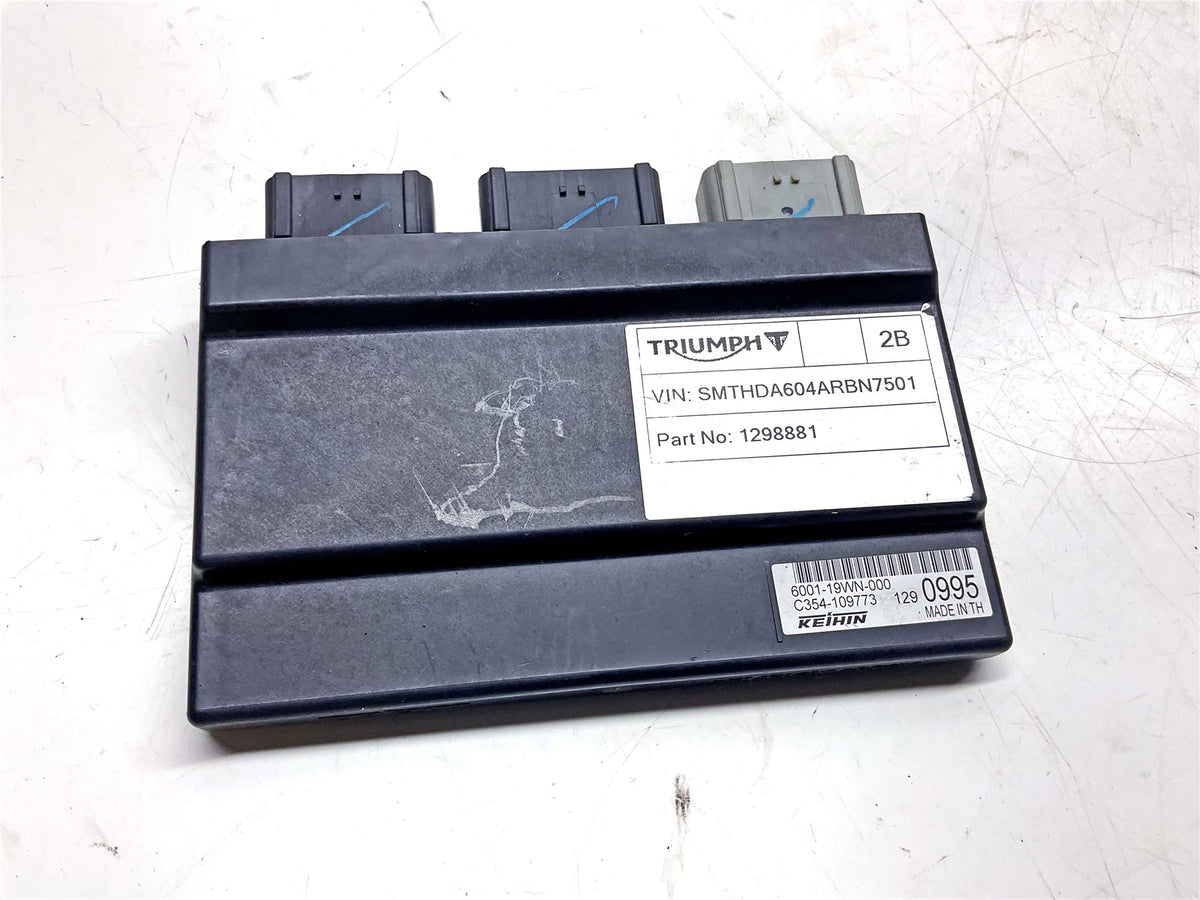 TRIUMPH
2B
VIN: SMTHDA604ARBN7501
Part No: 1298881
6001-19WN-000
C354-109773 129 0995
KEIHIN MADE IN TH